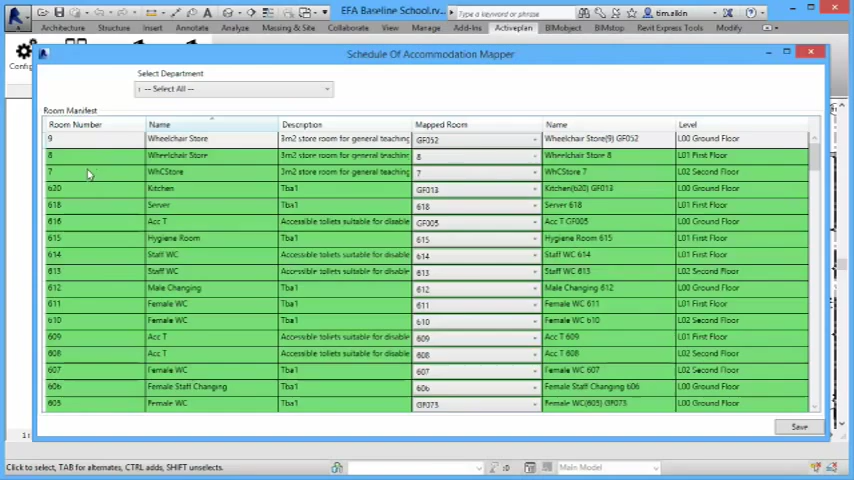 EFA Baseline School.rv...
Type a keyword or phrase
tim.aikin
Architecture Structure Insert Annotate Analyze Massing & Site Collaborate View Manage Add-Ins Activeplan BIMobject BIMstop Revit Express Tools Modify
Config
Schedule Of Accommodation Mapper
Select Department
-- Select All --
Room Manifest
Room Number Name Description Mapped Room Name Level
9 Wheelchair Store 3m2 store room for general teaching GF052 Wheelchair Store(9) GF052 L00 Ground Floor
8 Wheelchair Store 3m2 store room for general teaching 8 Wheelchair Store 8 L01 First Floor
7 WhCStore 3m2 store room for general teaching 7 WhCStore 7 L02 Second Floor
620 Kitchen Tba1 GF013 Kitchen(620) GF013 L00 Ground Floor
618 Server Tba1 618 Server 618 L01 First Floor
616 Acc T Accessible toliets suitable for disable GF005 Acc T GF005 L00 Ground Floor
615 Hygiene Room Tba1 615 Hygiene Room 615 L01 First Floor
614 Staff WC Tba1 614 Staff WC 614 L01 First Floor
613 Staff WC Accessible toliets suitable for disable 613 Staff WC 613 L02 Second Floor
612 Male Changing Tba1 612 Male Changing 612 L00 Ground Floor
611 Female WC Tba1 611 Female WC 611 L01 First Floor
610 Female WC Tba1 610 Female WC 610 L02 Second Floor
609 Acc T Accessible toliets suitable for disable 609 Acc T 609 L01 First Floor
608 Acc T Accessible toliets suitable for disable 608 Acc T 608 L02 Second Floor
607 Female WC Tba1 607 Female WC 607 L02 Second Floor
606 Female Staff Changing Tba1 606 Female Staff Changing 606 L00 Ground Floor
605 Female WC Tba1 GF073 Female WC(605) GF073 L00 Ground Floor
Save
1 :
Click to select, TAB for alternates, CTRL adds, SHIFT unselects.
:0
Main Model